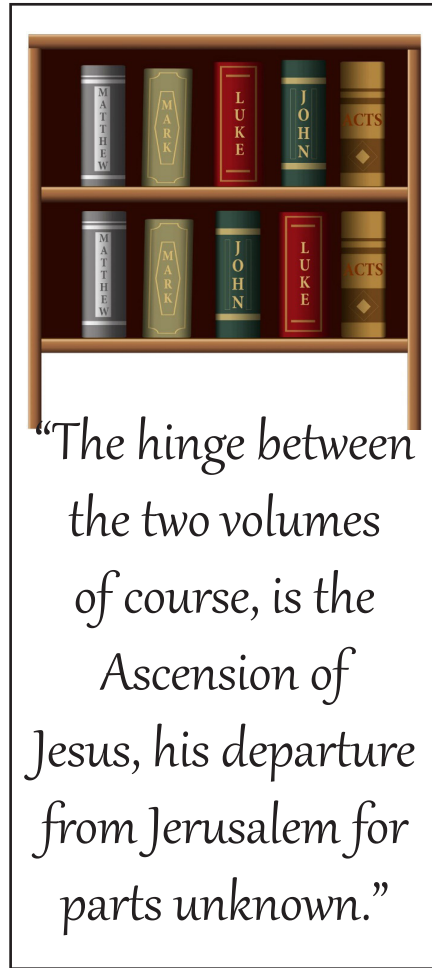 MATTHEW
MARK
LUKE
JOHN
ACTS
MATTHEW
MARK
JOHN
LUKE
ACTS
“The hinge between
the two volumes
of course, is the
Ascension of
Jesus, his departure
from Jerusalem for
parts unknown.”